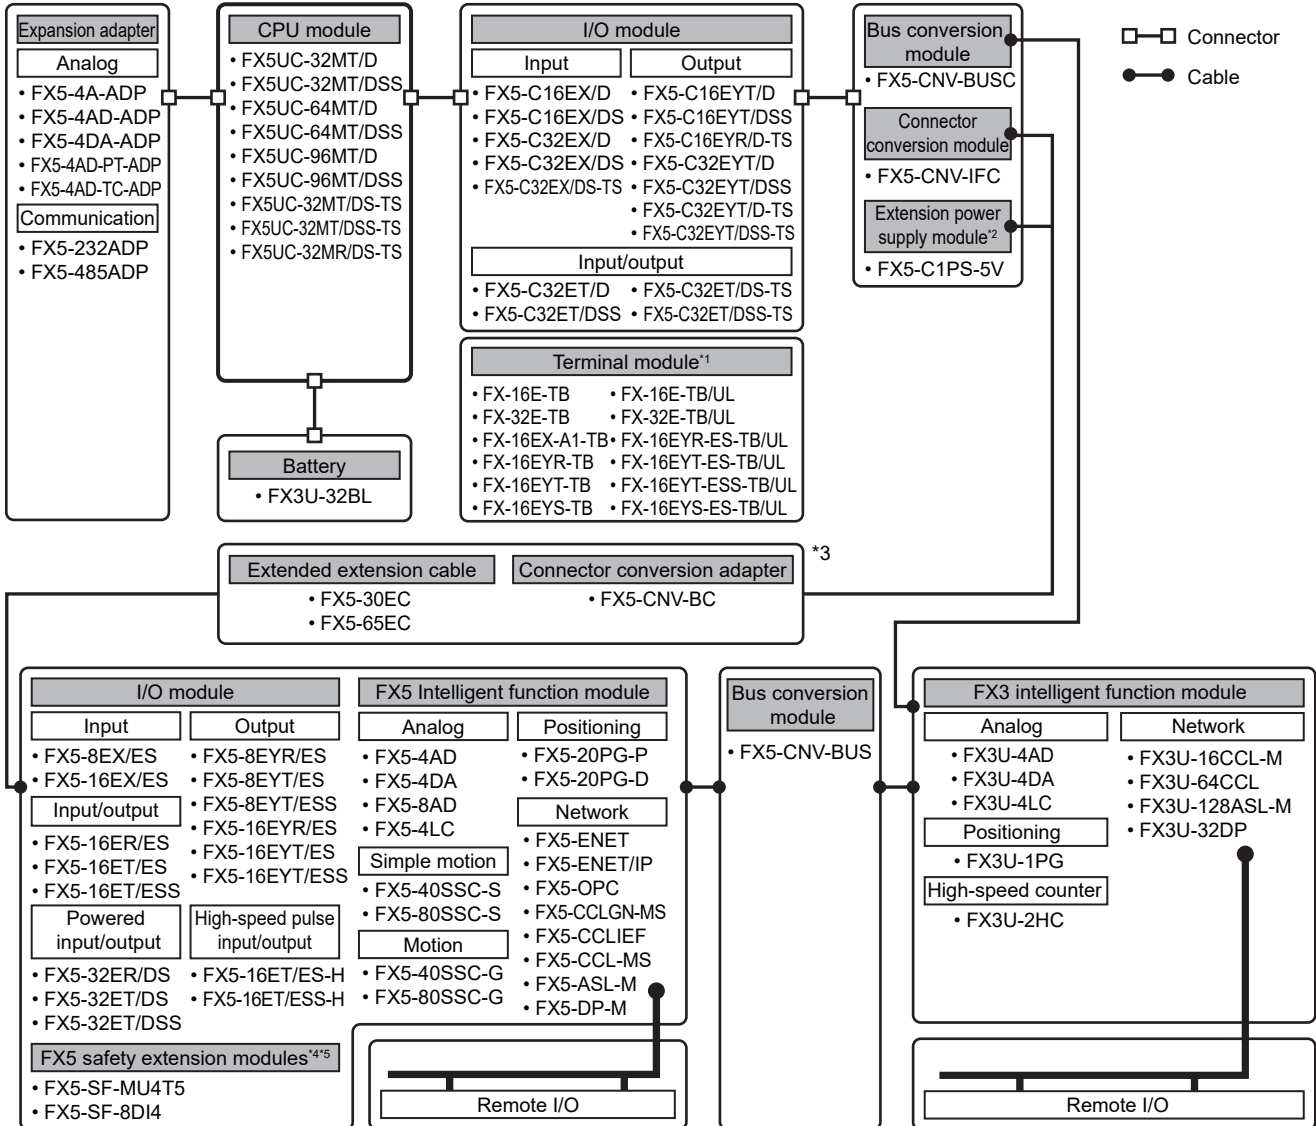 Expansion adapter
Analog
• FX5-4A-ADP
• FX5-4AD-ADP
• FX5-4DA-ADP
• FX5-4AD-PT-ADP
• FX5-4AD-TC-ADP
Communication
• FX5-232ADP
• FX5-485ADP
CPU module
• FX5UC-32MT/D
• FX5UC-32MT/DSS
• FX5UC-64MT/D
• FX5UC-64MT/DSS
• FX5UC-96MT/D
• FX5UC-96MT/DSS
• FX5UC-32MT/DS-TS
• FX5UC-32MT/DSS-TS
• FX5UC-32MR/DS-TS
Battery
• FX3U-32BL
I/O module
Input
• FX5-C16EX/D
• FX5-C16EX/DS
• FX5-C32EX/D
• FX5-C32EX/DS
• FX5-C32EX/DS-TS
Output
• FX5-C16EYT/D
• FX5-C16EYT/DSS
• FX5-C16EYR/D-TS
• FX5-C32EYT/D
• FX5-C32EYT/DSS
• FX5-C32EYT/D-TS
• FX5-C32EYT/DSS-TS
Input/output
• FX5-C32ET/D
• FX5-C32ET/DSS
• FX5-C32ET/DS-TS
• FX5-C32ET/DSS-TS
Terminal module*1
• FX-16E-TB
• FX-32E-TB
• FX-16EX-A1-TB
• FX-16EYR-TB
• FX-16EYT-TB
• FX-16EYS-TB
• FX-16E-TB/UL
• FX-32E-TB/UL
• FX-16EYR-ES-TB/UL
• FX-16EYT-ES-TB/UL
• FX-16EYT-ESS-TB/UL
• FX-16EYS-ES-TB/UL
Bus conversion
module
• FX5-CNV-BUSC
Connector
conversion module
• FX5-CNV-IFC
Extension power
supply module*2
• FX5-C1PS-5V
Connector
Cable
Extended extension cable
• FX5-30EC
• FX5-65EC
Connector conversion adapter
• FX5-CNV-BC
*3
I/O module
Input
• FX5-8EX/ES
• FX5-16EX/ES
Input/output
• FX5-16ER/ES
• FX5-16ET/ES
• FX5-16ET/ESS
Powered
input/output
• FX5-32ER/DS
• FX5-32ET/DS
• FX5-32ET/DSS
Output
• FX5-8EYR/ES
• FX5-8EYT/ES
• FX5-8EYT/ESS
• FX5-16EYR/ES
• FX5-16EYT/ES
• FX5-16EYT/ESS
High-speed pulse
input/output
• FX5-16ET/ES-H
• FX5-16ET/ESS-H
FX5 safety extension modules*4*5
• FX5-SF-MU4T5
• FX5-SF-8DI4
FX5 Intelligent function module
Analog
• FX5-4AD
• FX5-4DA
• FX5-8AD
• FX5-4LC
Simple motion
• FX5-40SSC-S
• FX5-80SSC-S
Motion
• FX5-40SSC-G
• FX5-80SSC-G
Positioning
• FX5-20PG-P
• FX5-20PG-D
Network
• FX5-ENET
• FX5-ENET/IP
• FX5-OPC
• FX5-CCLGN-MS
• FX5-CCLIEF
• FX5-CCL-MS
• FX5-ASL-M
• FX5-DP-M
Remote I/O
Bus conversion
module
• FX5-CNV-BUS
FX3 intelligent function module
Analog
• FX3U-4AD
• FX3U-4DA
• FX3U-4LC
Positioning
• FX3U-1PG
High-speed counter
• FX3U-2HC
Network
• FX3U-16CCL-M
• FX3U-64CCL
• FX3U-128ASL-M
• FX3U-32DP
Remote I/O